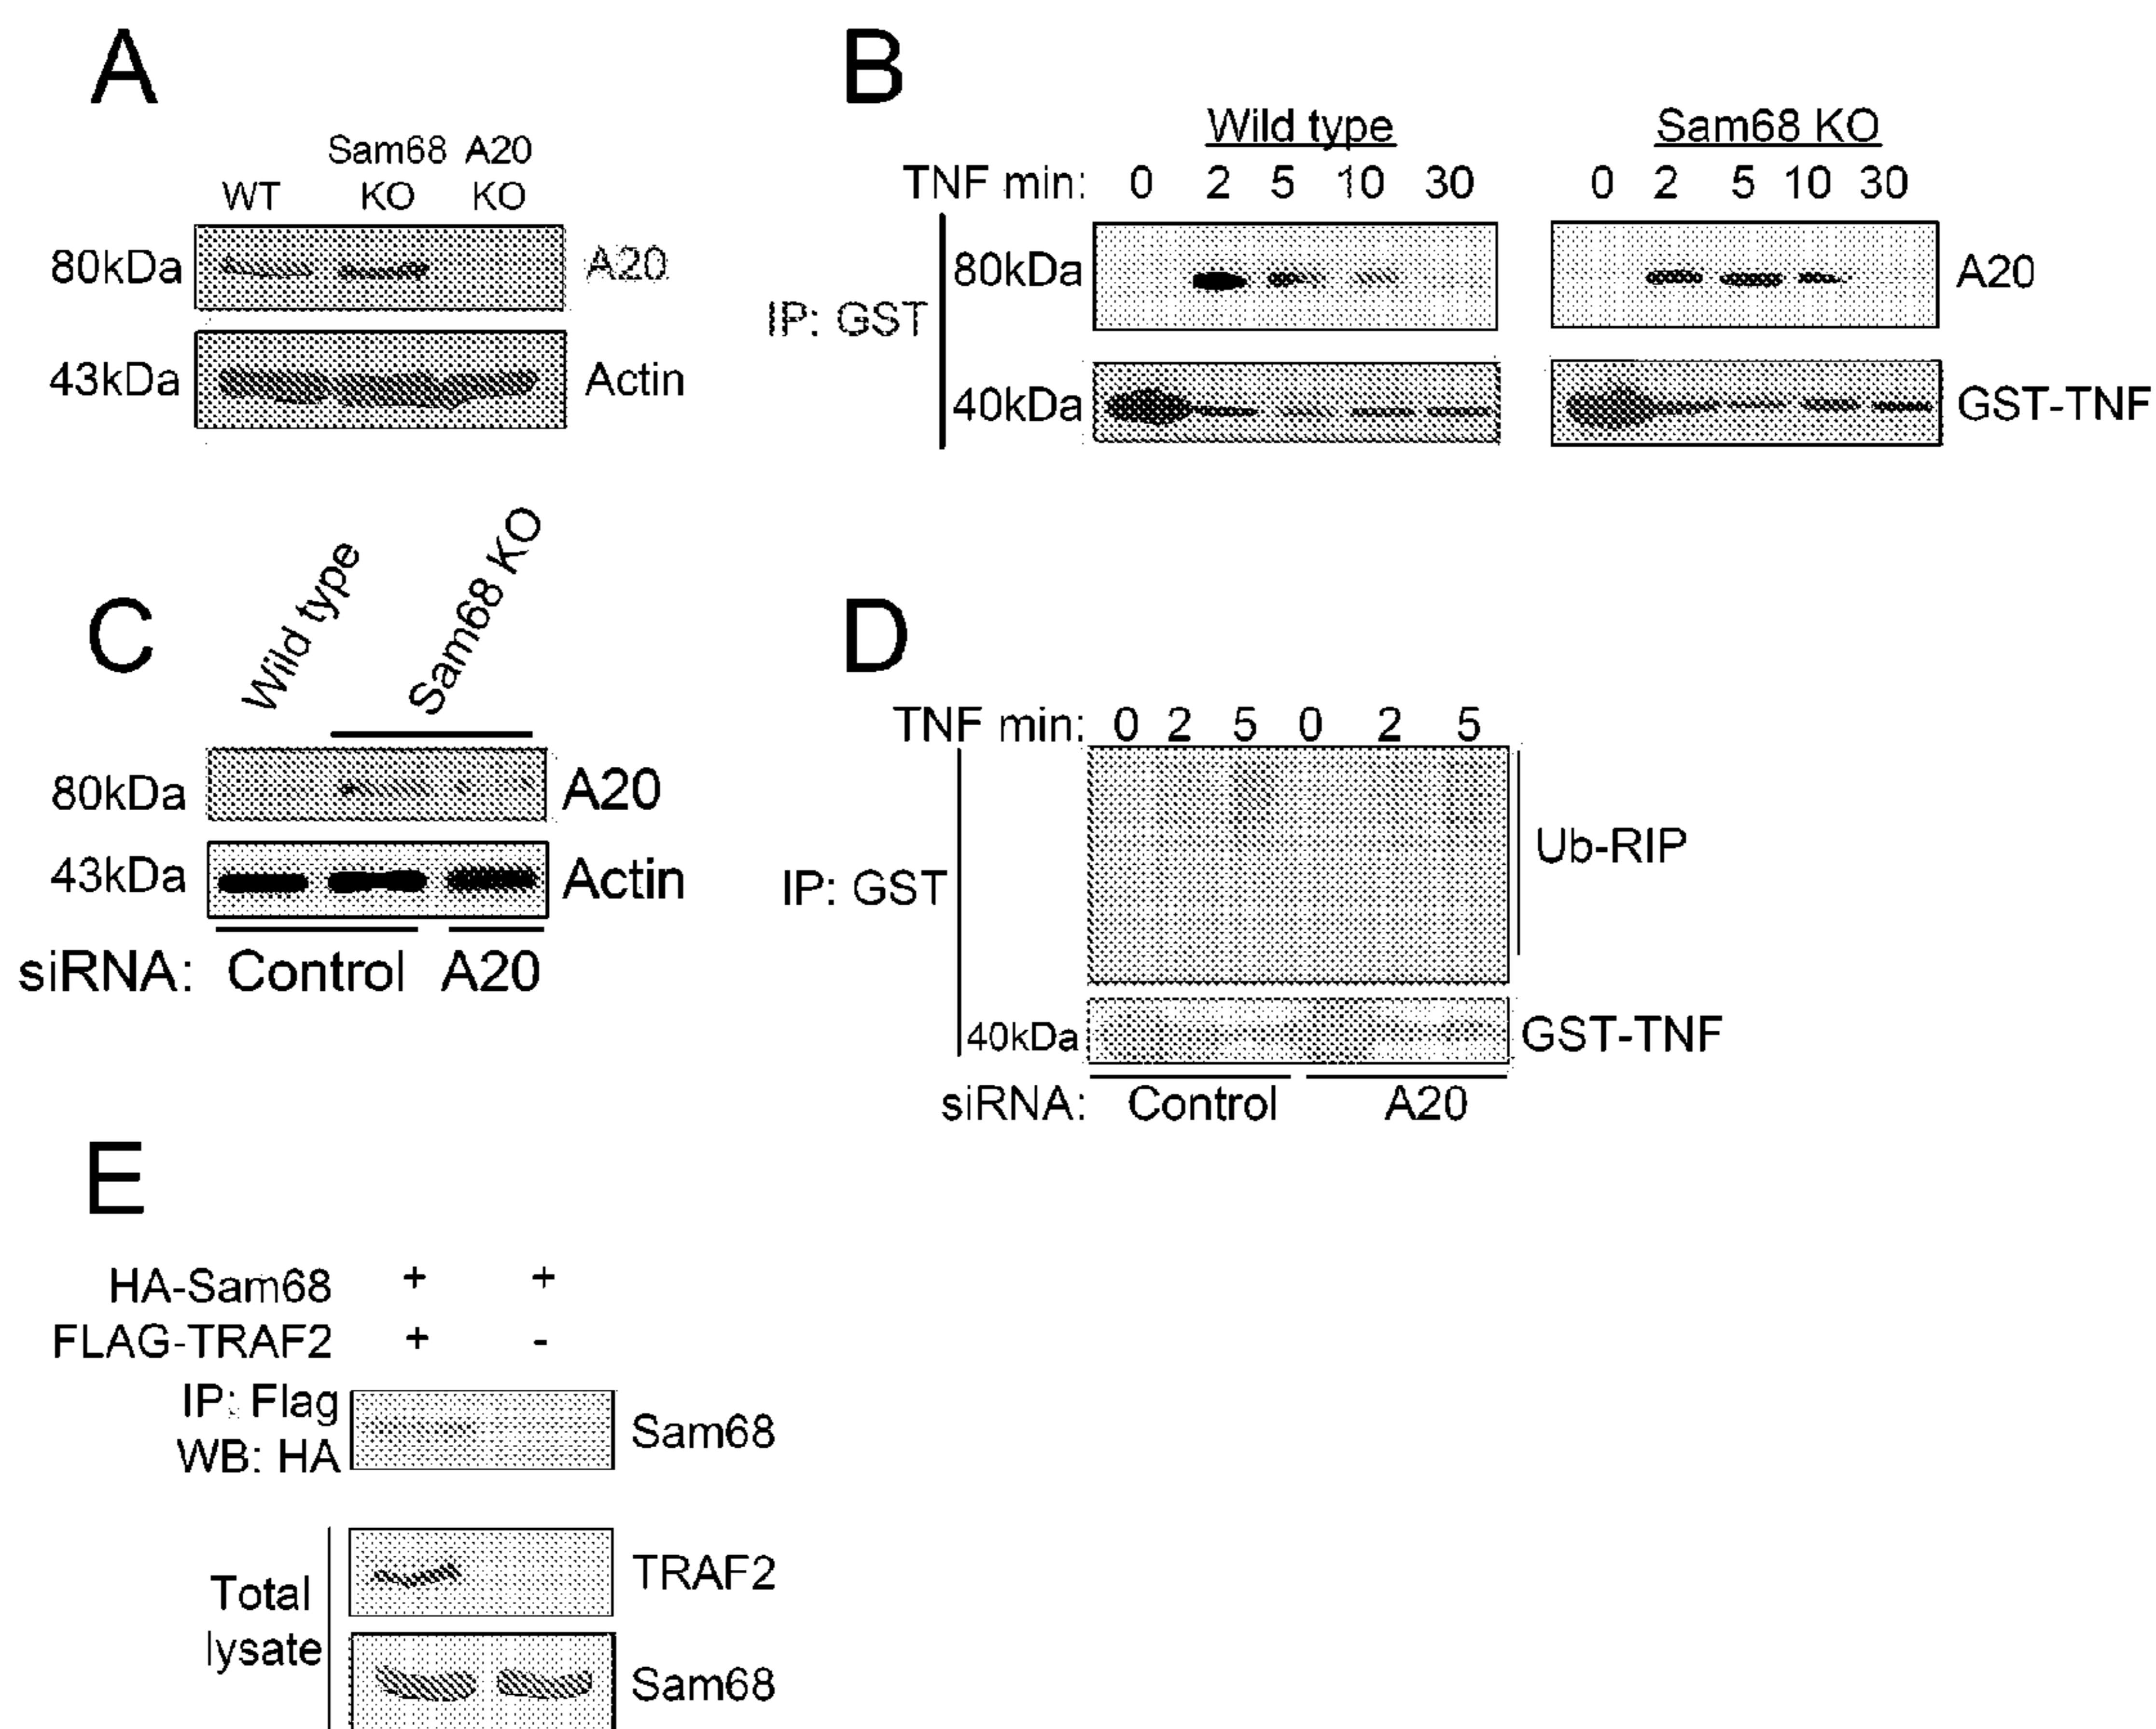 A
Sam68 A20
WT KO KO
80kDa A20
43kDa Actin
B
Wild type Sam68 KO
TNF min: 0 2 5 10 30 0 2 5 10 30
IP: GST
80kDa A20
40kDa GST-TNF
C
Wild type
Sam68 KO
80kDa A20
43kDa Actin
siRNA: Control A20
D
TNF min: 0 2 5 0 2 5
IP: GST
Ub-RIP
40kDa GST-TNF
siRNA: Control A20
E
HA-Sam68 + +
FLAG-TRAF2 + -
IP: Flag
WB: HA
Sam68
Total
lysate
TRAF2
Sam68